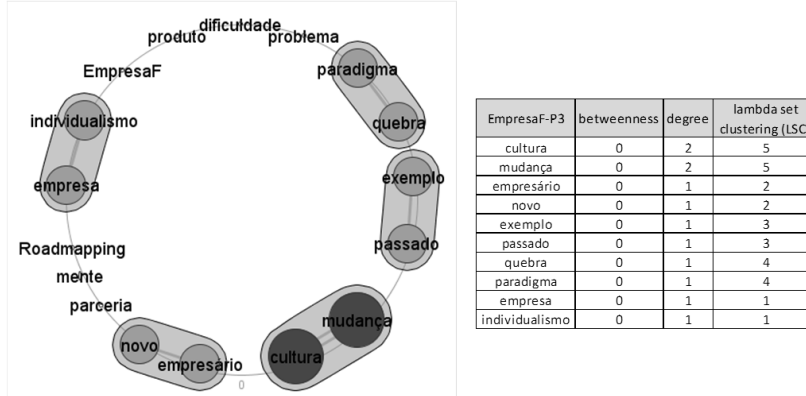 dificuldade
produto
problema
EmpresaF
paradigma
individualismo
quebra
empresa
exemplo
passado
Roadmapping
mente
parceria
mudança
novo
cultura
empresário
0
EmpresaF-P3 betweenness degree lambda set clustering (LSC
cultura 0 2 5
mudança 0 2 5
empresário 0 1 2
novo 0 1 2
exemplo 0 1 3
passado 0 1 3
quebra 0 1 4
paradigma 0 1 4
empresa 0 1 1
individualismo 0 1 1